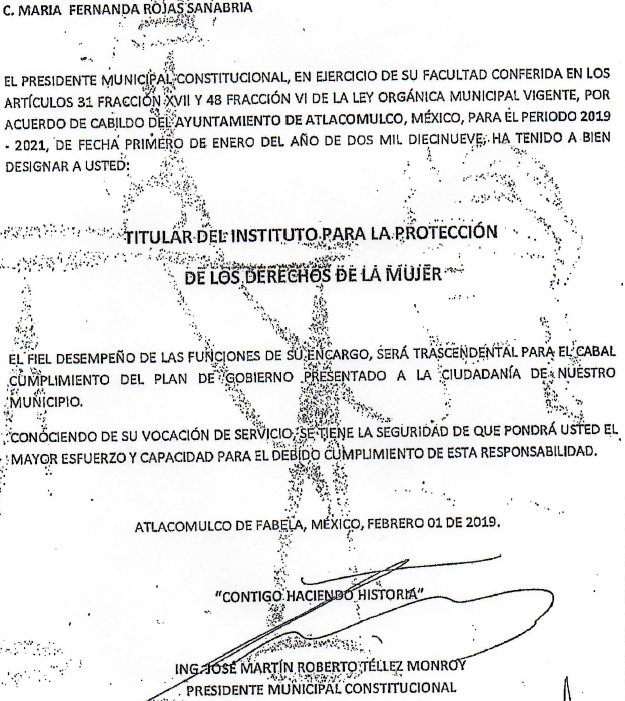 C. MARIA FERNANDA ROJAS SANABRIA
EL PRESIDENTE MUNICIPAL CONSTITUCIONAL, EN EJERCICIO DE SU FACULTAD CONFERIDA EN LOS
ARTÍCULOS 31 FRACCIÓN XVII Y 48 FRACCIÓN VI DE LA LEY ORGÁNICA MUNICIPAL VIGENTE, POR
ACUERDO DE CABILDO DEL AYUNTAMIENTO DE ATLACOMULCO, MÉXICO, PARA EL PERIODO 2019
- 2021, DE FECHA PRIMERO DE ENERO DEL AÑO DE DOS MIL DIECINUEVE, HA TENIDO A BIEN
DESIGNAR A USTED:
TITULAR DEL INSTITUTO PARA LA PROTECCIÓN
DE LOS DERECHOS DE LA MUJER
EL FIEL DESEMPEÑO DE LAS FUNCIONES DE SU ENCARGO, SERÁ TRASCENDENTAL PARA EL CABAL
CUMPLIMIENTO DEL PLAN DE GOBIERNO PRESENTADO A LA CIUDADANÍA DE NUESTRO
MUNICIPIO.
CONOCIENDO DE SU VOCACIÓN DE SERVICIO, SE TIENE LA SEGURIDAD DE QUE PONDRÁ USTED EL
MAYOR ESFUERZO Y CAPACIDAD PARA EL DEBIDO CUMPLIMIENTO DE ESTA RESPONSABILIDAD.
ATLACOMULCO DE FABELA, MÉXICO, FEBRERO 01 DE 2019.
"CONTIGO HACIENDO HISTORIA"
ING. JOSÉ MARTÍN ROBERTO TÉLLEZ MONROY
PRESIDENTE MUNICIPAL CONSTITUCIONAL